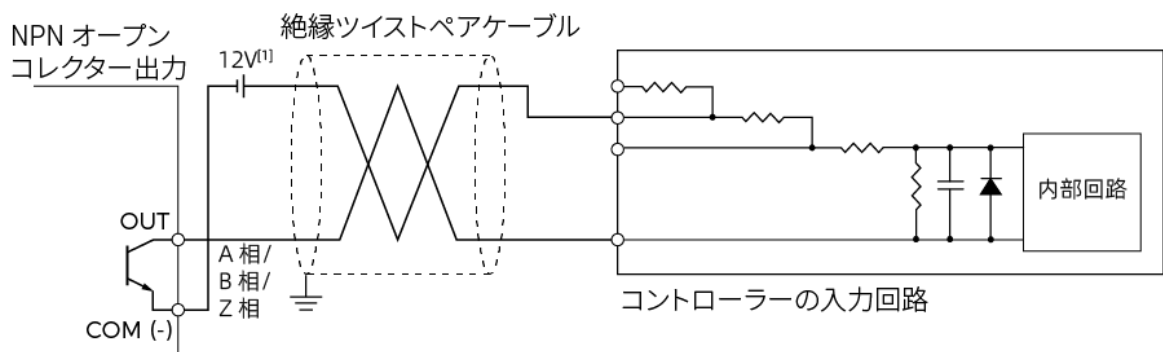 NPN オープン
コレクター出力
12V[1]
絶縁ツイストペアケーブル
OUT
COM (-)
A 相/
B 相/
Z 相
内部回路
コントローラーの入力回路